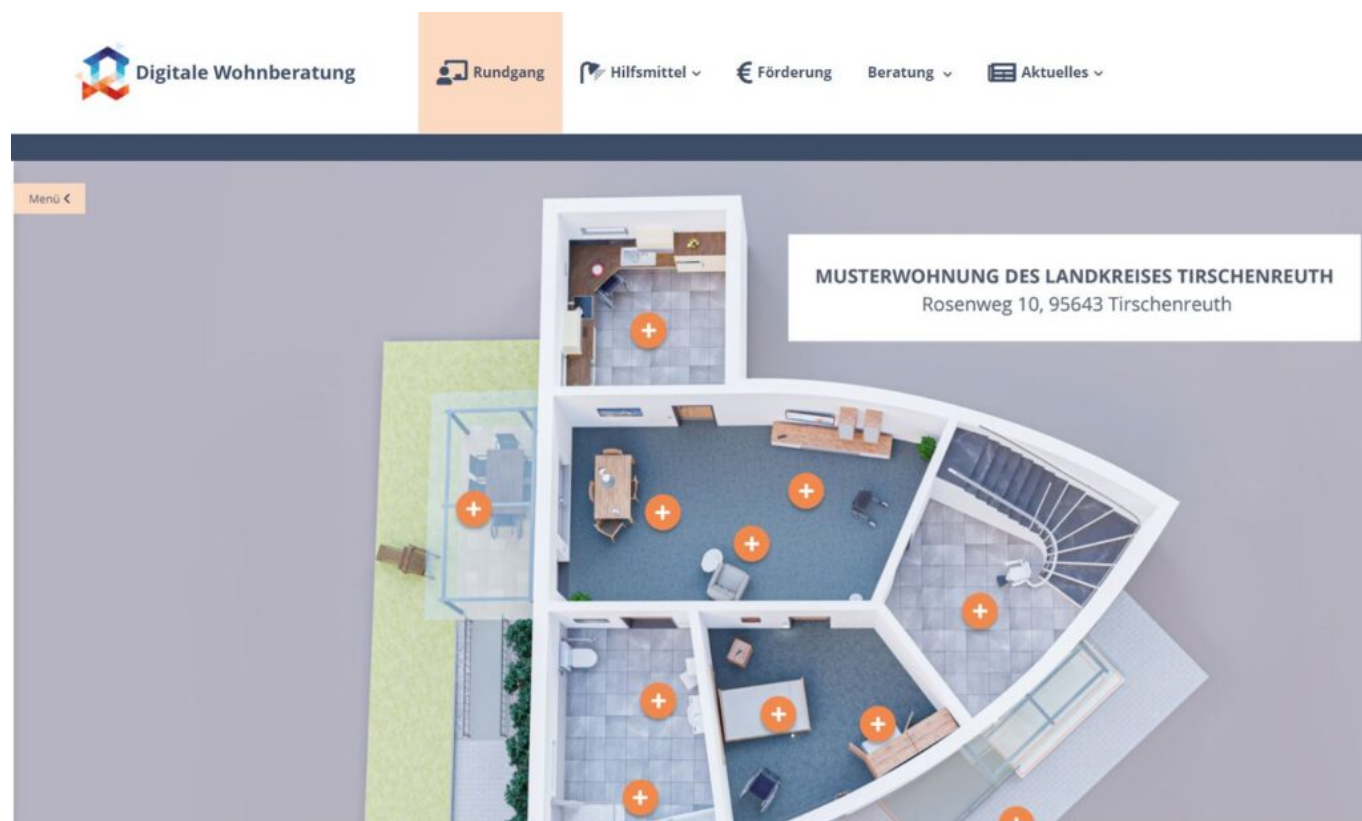 Digitale Wohnberatung
Rundgang
Hilfsmittel
Förderung
Beratung
Aktuelles
Menü
MUSTERWOHNUNG DES LANDKREISES TIRSCHENREUTH
Rosenweg 10, 95643 Tirschenreuth